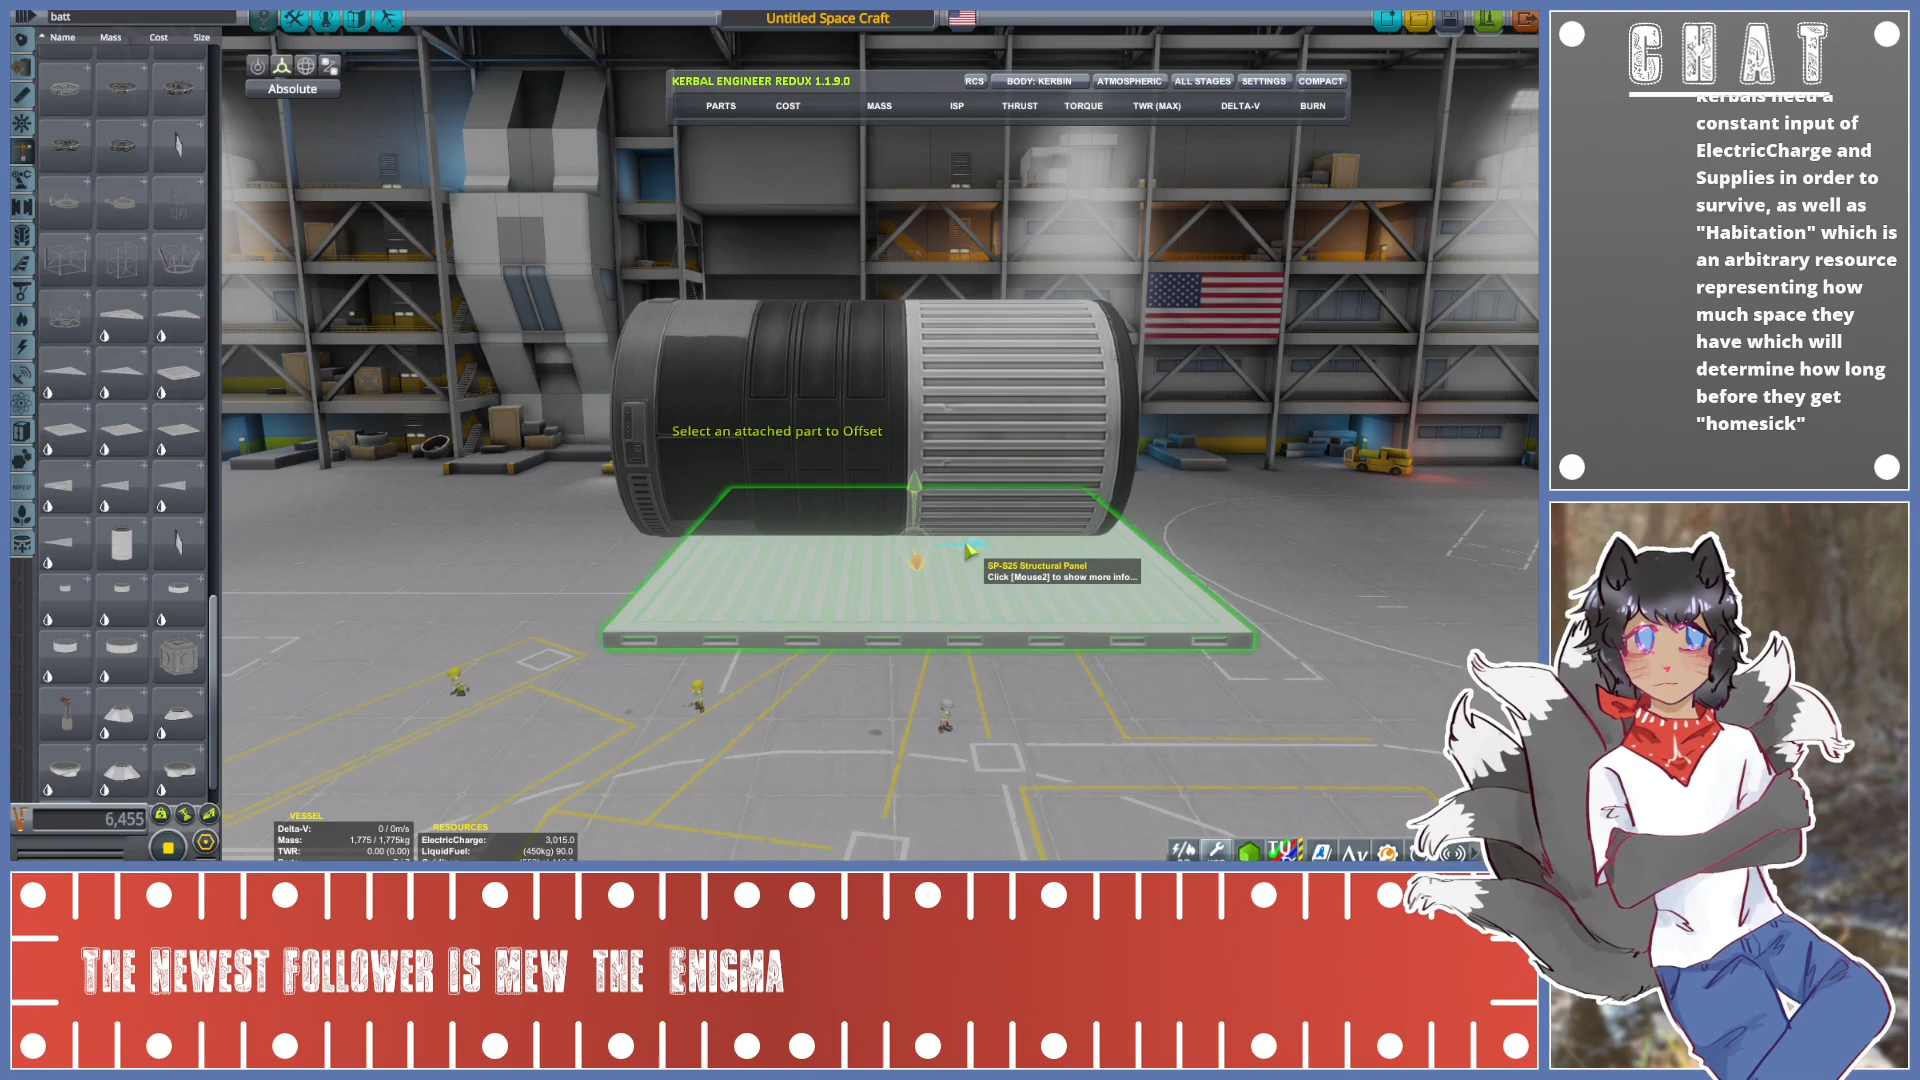 batt
Untitled Space Craft
Name Mass Cost Size
Absolute
KERBAL ENGINEER REDUX 1.1.9.0
RCS BODY: KERBIN ATMOSPHERIC ALL STAGES SETTINGS COMPACT
PARTS COST MASS ISP THRUST TORQUE TWR (MAX) DELTA-V BURN
Select an attached part to Offset
SP-S25 Structural Panel
Click [Mouse2] to show more info...
6,455
VESSEL
Delta-V: 0 / 0m/s
Mass: 1,775 / 1,775kg
TWR: 0.00 (0.00)
RESOURCES
ElectricCharge: 3,015.0
LiquidFuel: (450kg) 90.0
CHAT
Kerbals need a
constant input of
ElectricCharge and
Supplies in order to
survive, as well as
"Habitation" which is
an arbitrary resource
representing how
much space they
have which will
determine how long
before they get
"homesick"
The Newest Follower Is Mew the Enigma